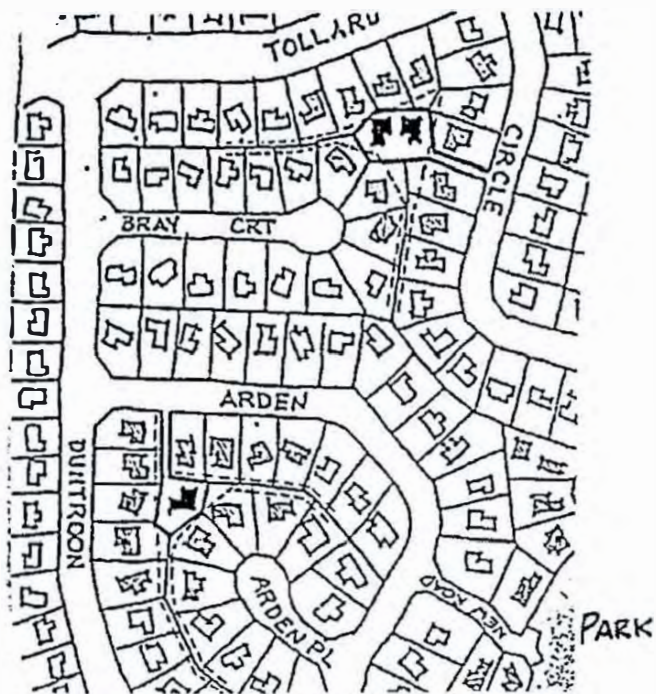 TOLLARD
CIRCLE
BRAY CRT
ARDEN
DUNTROON
ARDEN PL
NEW ROAD
PARK